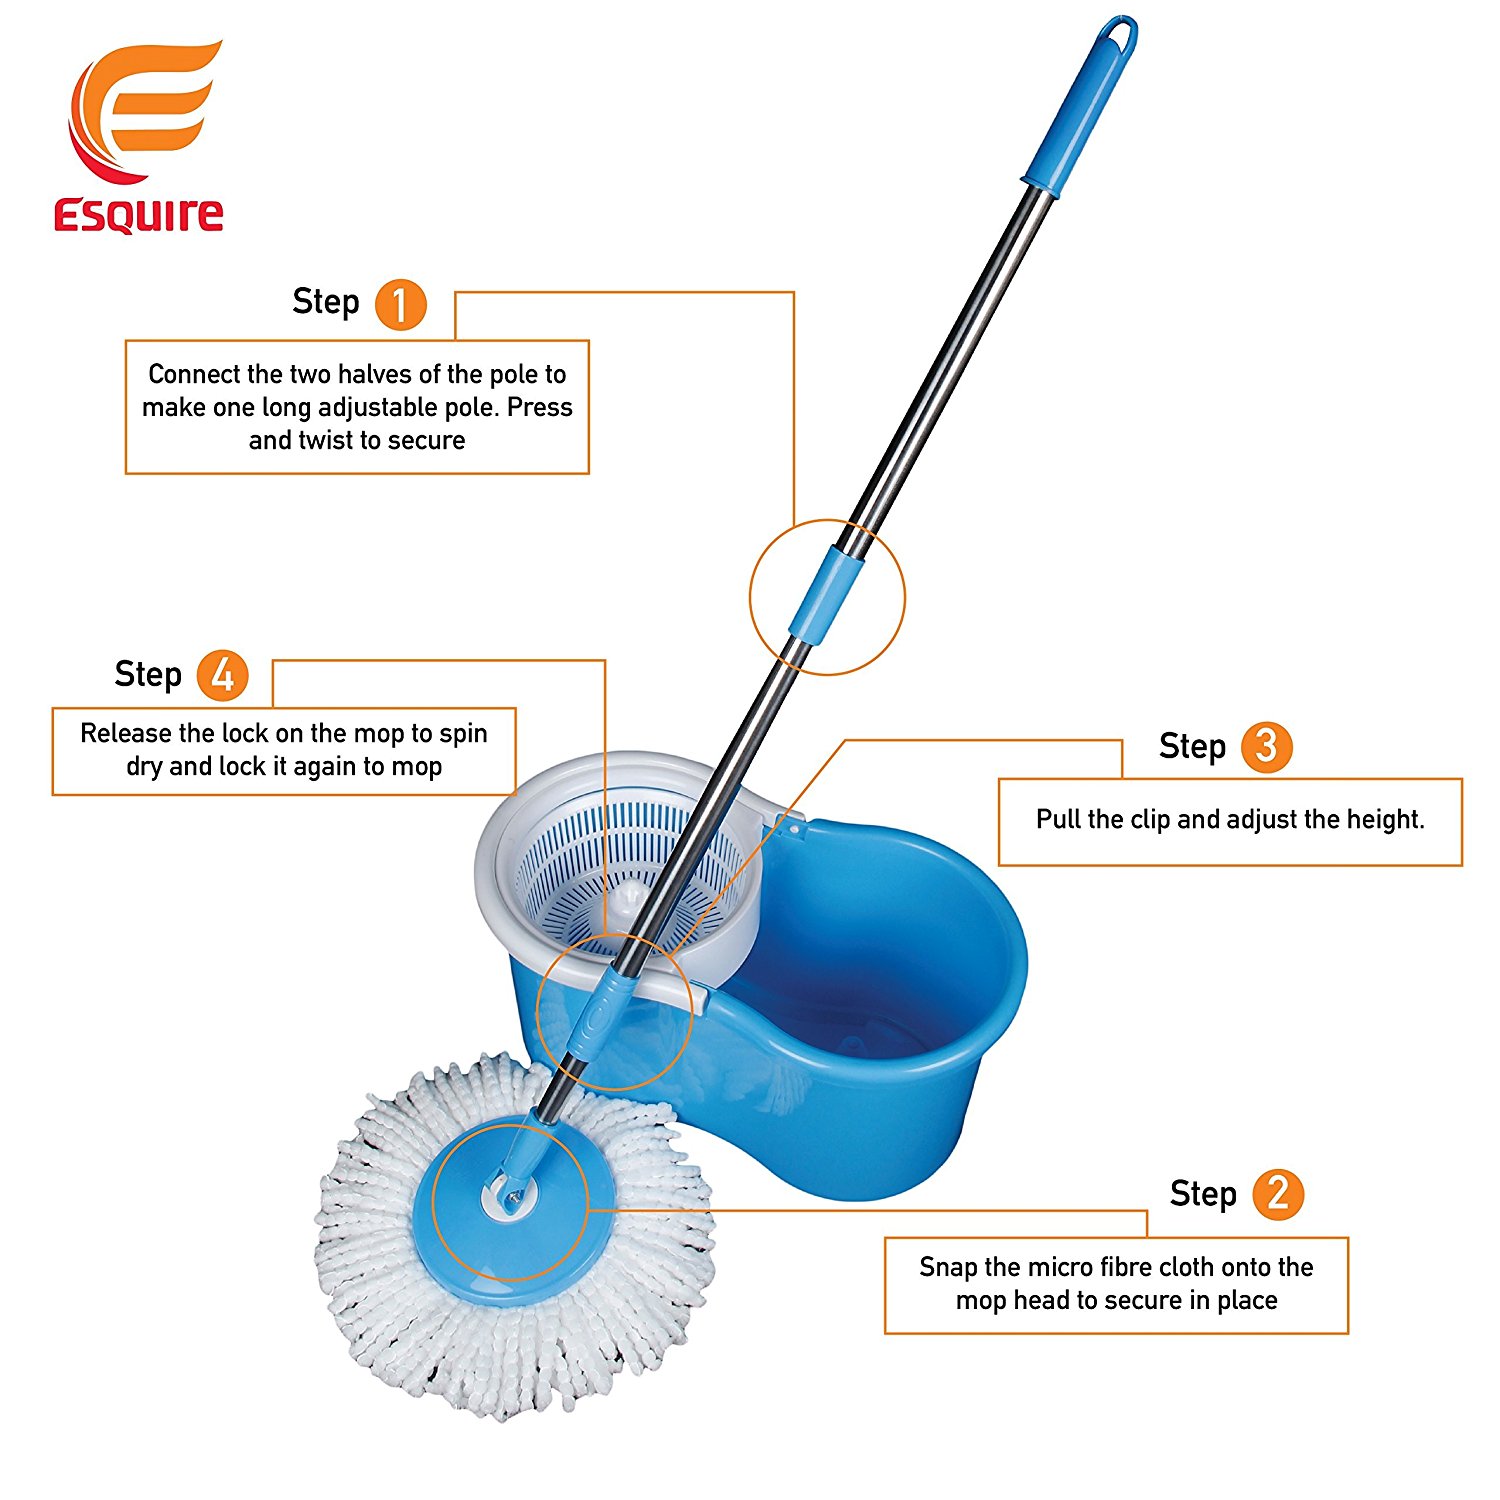 Esquire
Step 1
Connect the two halves of the pole to
make one long adjustable pole. Press
and twist to secure
Step 4
Release the lock on the mop to spin
dry and lock it again to mop
Step 3
Pull the clip and adjust the height.
Step 2
Snap the micro fibre cloth onto the
mop head to secure in place